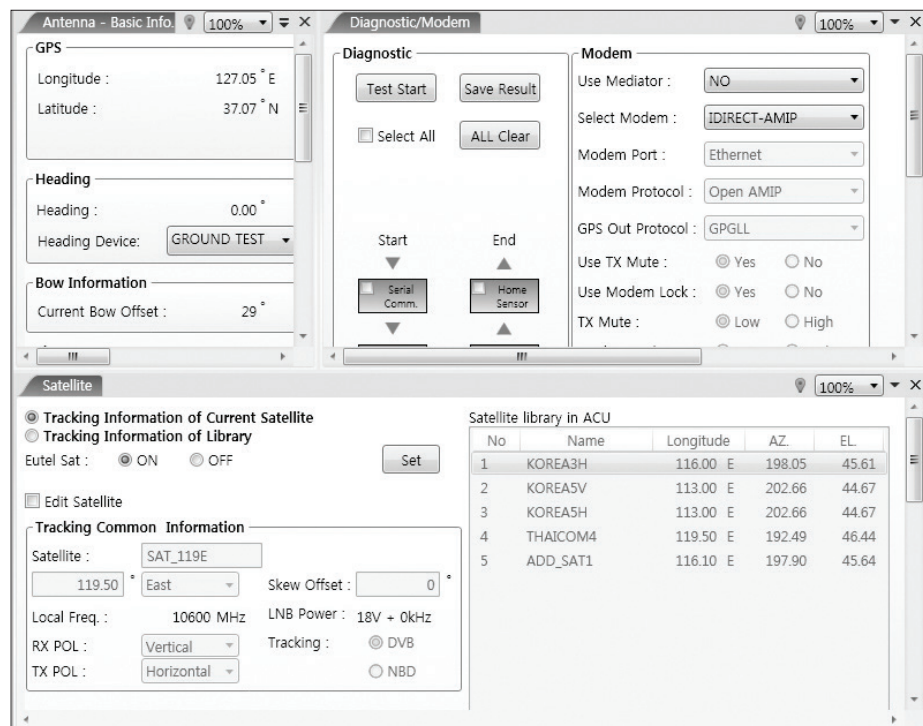 Antenna - Basic Info. 100%
GPS
Longitude : 127.05 ° E
Latitude : 37.07 ° N
Heading
Heading : 0.00 °
Heading Device: GROUND TEST
Bow Information
Current Bow Offset : 29 °
Diagnostic/Modem 100%
Diagnostic
Test Start Save Result
Select All ALL Clear
Start End
Serial Comm. Home Sensor
Modem
Use Mediator : NO
Select Modem : IDIRECT-AMIP
Modem Port : Ethernet
Modem Protocol : Open AMIP
GPS Out Protocol : GPGLL
Use TX Mute : Yes No
Use Modem Lock : Yes No
TX Mute : Low High
Satellite 100%
Tracking Information of Current Satellite
Tracking Information of Library
Eutel Sat : ON OFF Set
Edit Satellite
Tracking Common Information
Satellite : SAT_119E
119.50 ° East Skew Offset : 0 °
Local Freq. : 10600 MHz LNB Power : 18V + 0kHz
RX POL : Vertical Tracking : DVB
TX POL : Horizontal NBD
Satellite library in ACU
No Name Longitude AZ. EL.
1 KOREA3H 116.00 E 198.05 45.61
2 KOREA5V 113.00 E 202.66 44.67
3 KOREA5H 113.00 E 202.66 44.67
4 THAICOM4 119.50 E 192.49 46.44
5 ADD_SAT1 116.10 E 197.90 45.64